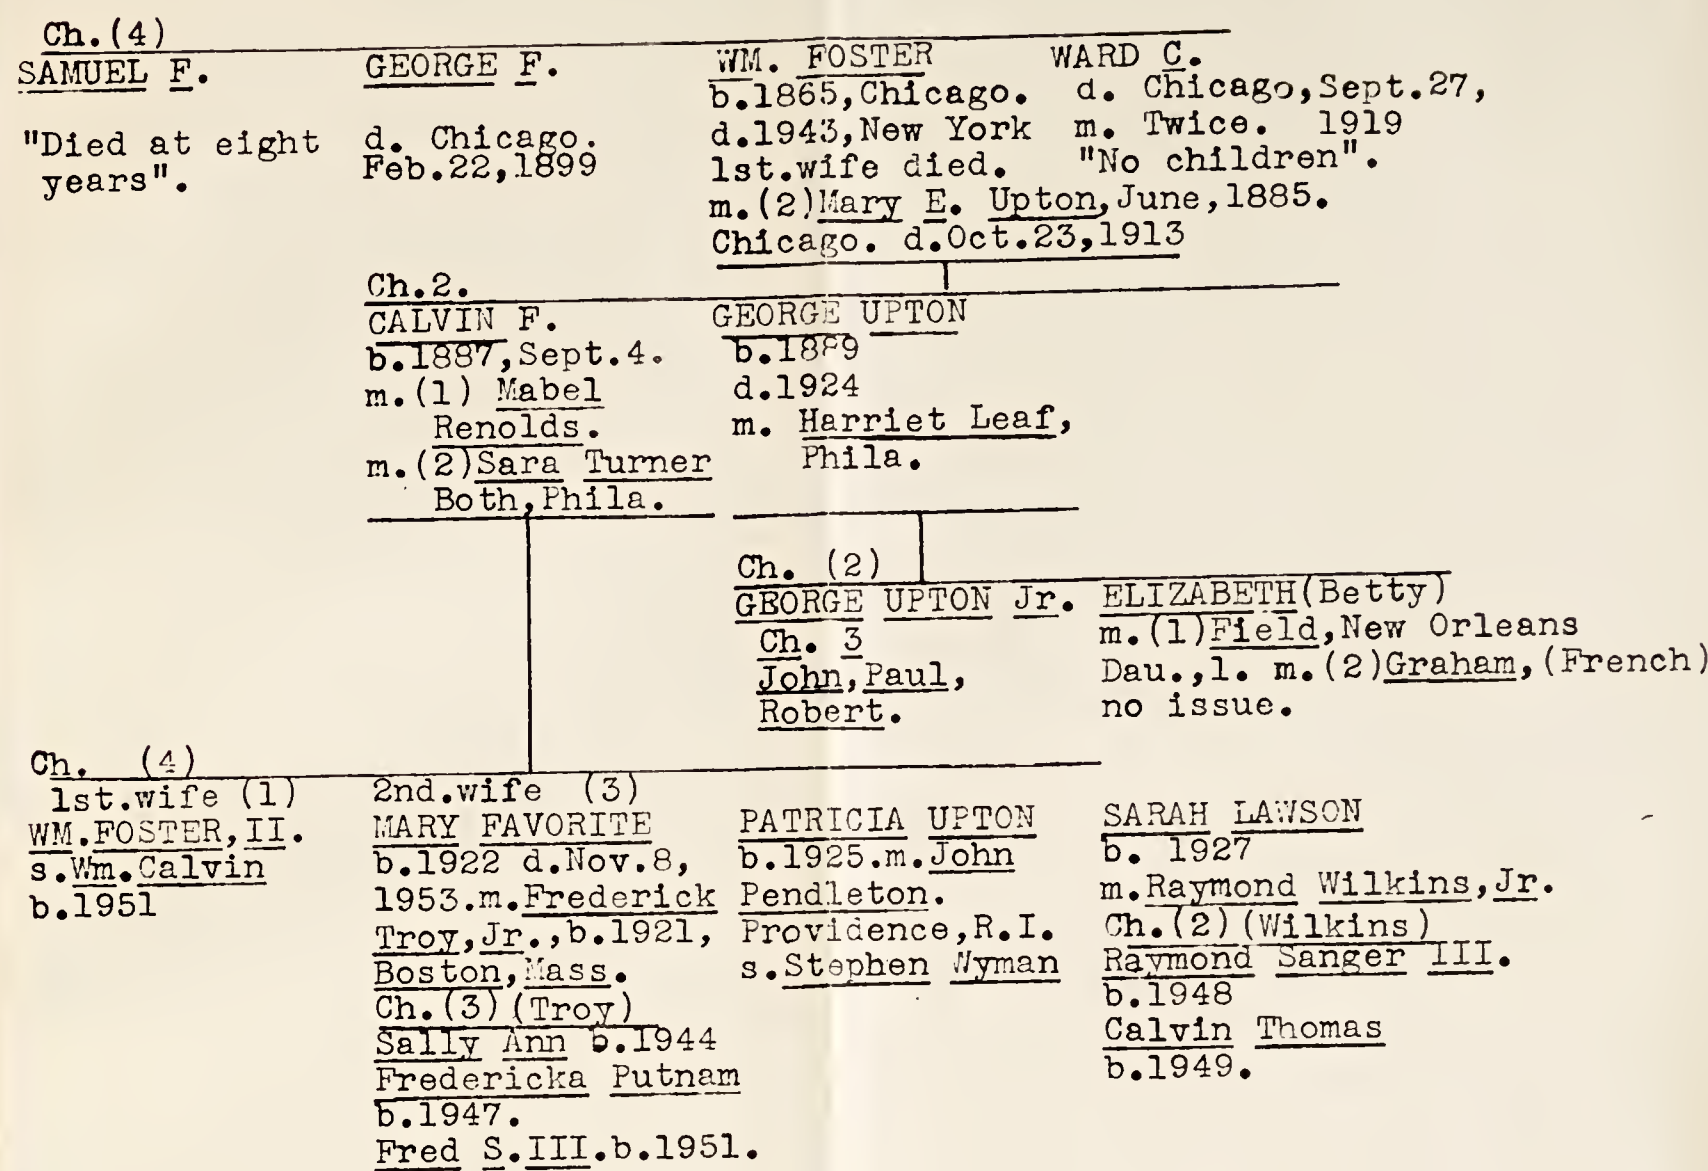 Ch.(4)
SAMUEL F.
"Died at eight
years".
GEORGE F.
d. Chicago.
Feb.22,1899
WM. FOSTER
b.1865,Chicago.
d.1943,New York
1st.wife died.
m.(2)Mary E. Upton,June,1885.
Chicago. d.Oct.23,1913
WARD C.
d. Chicago,Sept.27,
m. Twice. 1919
"No children".
Ch.2.
CALVIN F.
b.1887,Sept.4.
m.(1) Mabel
Renolds.
m.(2)Sara Turner
Both,Phila.
GEORGE UPTON
b.1889
d.1924
m. Harriet Leaf,
Phila.
Ch. (2)
GEORGE UPTON Jr.
Ch. 3
John,Paul,
Robert.
ELIZABETH(Betty)
m.(1)Field,New Orleans
Dau.,1. m.(2)Graham,(French)
no issue.
Ch. (4)
1st.wife (1)
WM.FOSTER,II.
s.Wm.Calvin
b.1951
2nd.wife (3)
MARY FAVORITE
b.1922 d.Nov.8,
1953.m.Frederick
Troy,Jr.,b.1921,
Boston,Mass.
Ch.(3)(Troy)
Sally Ann b.1944
Fredericka Putnam
b.1947.
Fred S.III.b.1951.
PATRICIA UPTON
b.1925.m.John
Pendleton.
Providence,R.I.
s.Stephen Wyman
SARAH LAWSON
b. 1927
m.Raymond Wilkins,Jr.
Ch.(2)(Wilkins)
Raymond Sanger III.
b.1948
Calvin Thomas
b.1949.